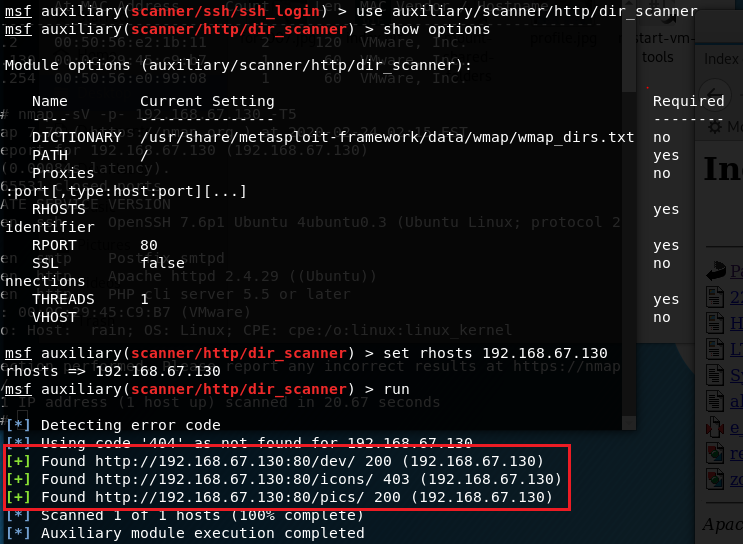 msf auxiliary(scanner/ssh/ssh_login) > use auxiliary/scanner/http/dir_scanner
msf auxiliary(scanner/http/dir_scanner) > show options
Module options (auxiliary/scanner/http/dir_scanner):
Name Current Setting Required
---- --------------- --------
DICTIONARY /usr/share/metasploit-framework/data/wmap/wmap_dirs.txt no
PATH / yes
Proxies no
:port[,type:host:port][...]
RHOSTS yes
identifier
RPORT 80 yes
SSL false no
nnections
THREADS 1 yes
VHOST no
msf auxiliary(scanner/http/dir_scanner) > set rhosts 192.168.67.130
rhosts => 192.168.67.130
msf auxiliary(scanner/http/dir_scanner) > run
[*] Detecting error code
[*] Using code '404' as not found for 192.168.67.130
[+] Found http://192.168.67.130:80/dev/ 200 (192.168.67.130)
[+] Found http://192.168.67.130:80/icons/ 403 (192.168.67.130)
[+] Found http://192.168.67.130:80/pics/ 200 (192.168.67.130)
[*] Scanned 1 of 1 hosts (100% complete)
[*] Auxiliary module execution completed